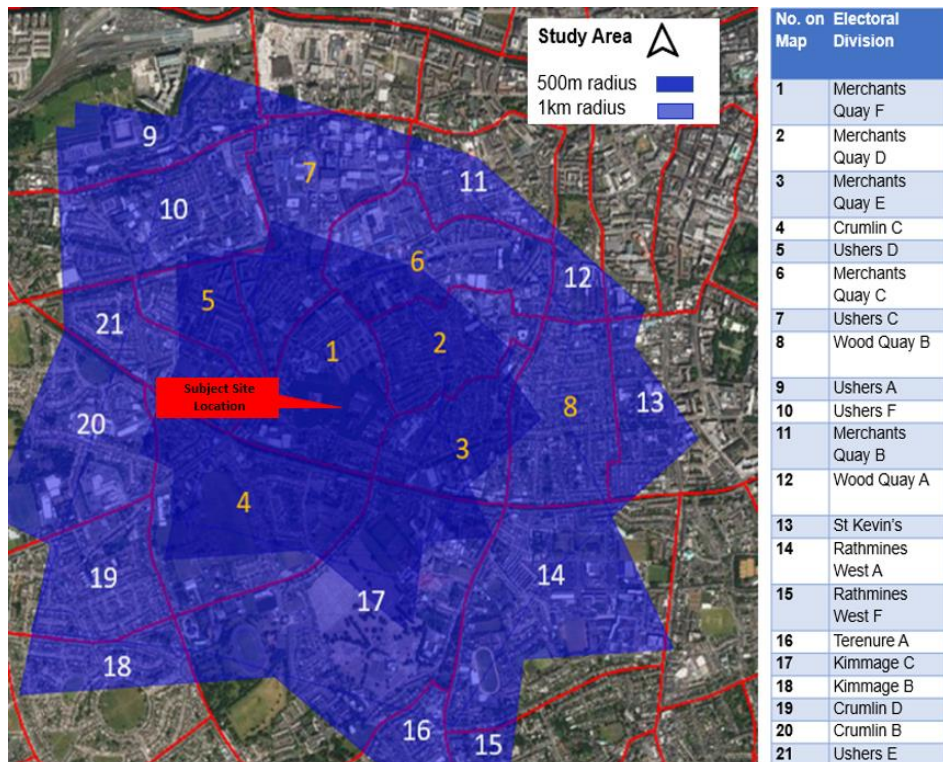 Study Area
500m radius
1km radius
9
7
11
10
6
12
5
21
1
2
Subject Site
Location
8
13
20
3
4
19
14
17
18
16
15
No. on Electoral
Map Division
1 Merchants
Quay F
2 Merchants
Quay D
3 Merchants
Quay E
4 Crumlin C
5 Ushers D
6 Merchants
Quay C
7 Ushers C
8 Wood Quay B
9 Ushers A
10 Ushers F
11 Merchants
Quay B
12 Wood Quay A
13 St Kevin's
14 Rathmines
West A
15 Rathmines
West F
16 Terenure A
17 Kimmage C
18 Kimmage B
19 Crumlin D
20 Crumlin B
21 Ushers E